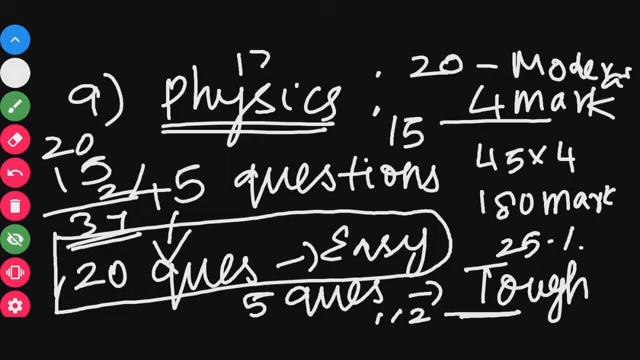 17
a) Physics
. 20 - Moderate
. 15
4 mark
20
15
2/+5 questions
37
45 x 4
180 mark
25 %
20 ques → Easy
5 ques → Tough
1, 2